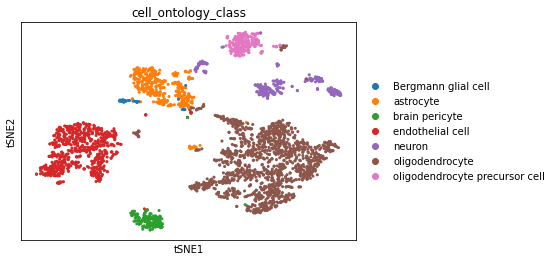 cell_ontology_class
tSNE2
tSNE1
Bergmann glial cell
astrocyte
brain pericyte
endothelial cell
neuron
oligodendrocyte
oligodendrocyte precursor cell